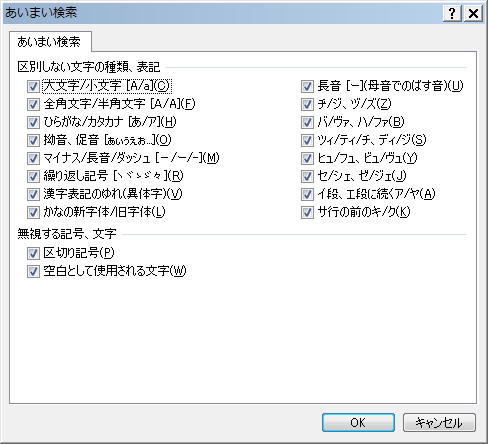 あいまい検索
あいまい検索
区別しない文字の種類、表記
大文字/小文字 [A/a](C)
全角文字/半角文字 [A/A](F)
ひらがな/カタカナ [あ/ア](H)
拗音、促音 [ぁぃぅぇぉ...](O)
マイナス/長音/ダッシュ [－/ー/-](M)
繰り返し記号 [ヽヾゝゞ々](R)
漢字表記のゆれ(異体字)(V)
かなの新字体/旧字体(L)
長音 [ー](母音でのばす音)(U)
チ/ジ、ヅ/ズ(Z)
バ/ヴァ、ハ/ファ(B)
ツィ/ティ/チ、ディ/ジ(S)
ヒュ/フュ、ビュ/ヴュ(Y)
セ/シェ、ゼ/ジェ(J)
イ段、エ段に続くア/ヤ(A)
サ行の前のキ/ク(K)
無視する記号、文字
区切り記号(P)
空白として使用される文字(W)
OK
キャンセル